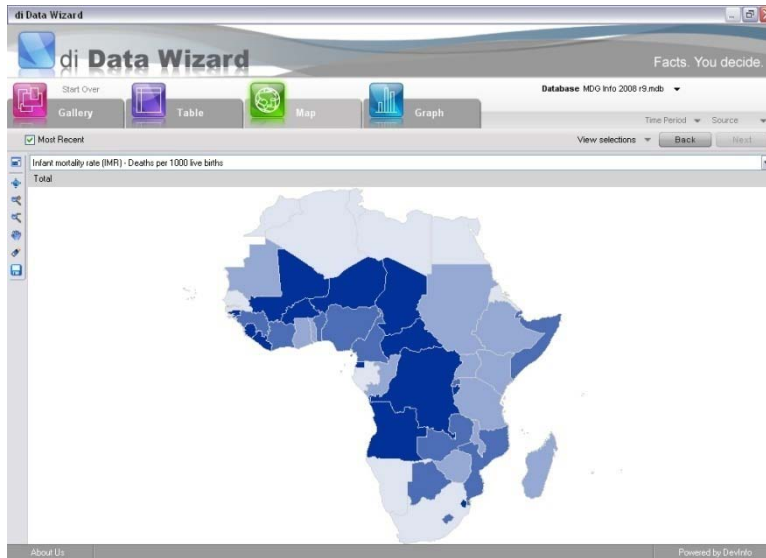 di Data Wizard
di Data Wizard
Facts. You decide.
Start Over
Database MDG Info 2008 r9.mdb
Gallery
Table
Map
Graph
Time Period
Source
Most Recent
View selections
Back
Next
Infant mortality rate (IMR) - Deaths per 1000 live births
Total
About Us
Powered by DevInfo